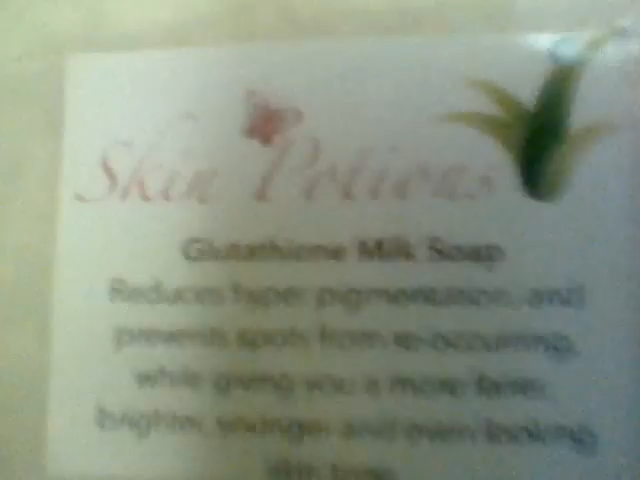 Skin Potions
Glutathione Milk Soap
Reduces hyper pigmentation, and
prevents spots from re-occurring,
while giving you a more fairer,
brighter, younger and even looking
skin tone.